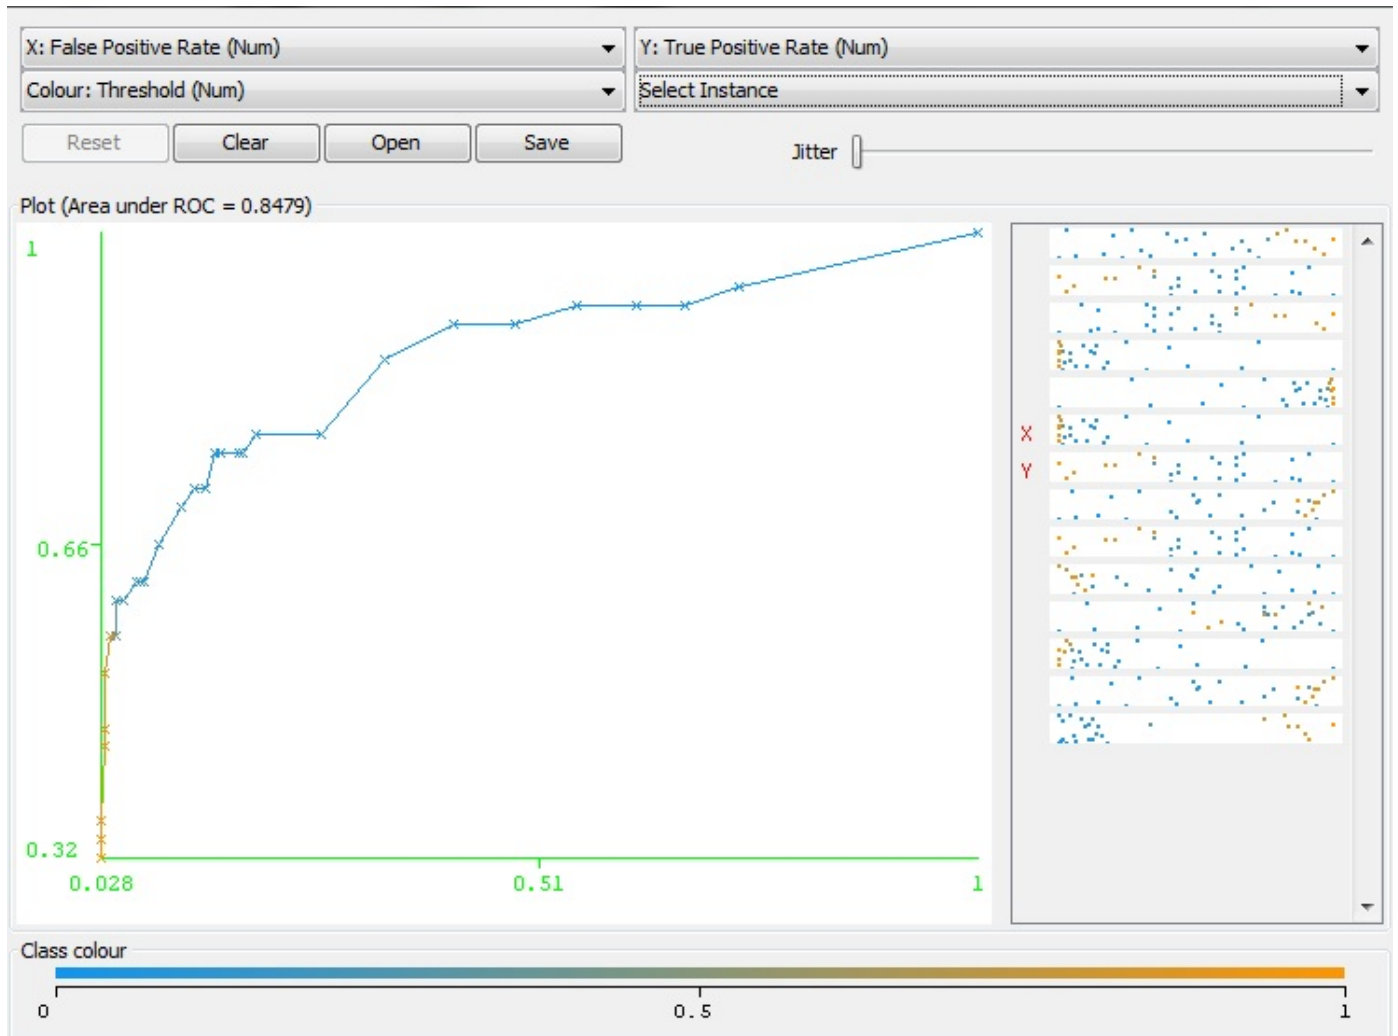 X: False Positive Rate (Num)
Y: True Positive Rate (Num)
Colour: Threshold (Num)
Select Instance
Reset
Clear
Open
Save
Jitter
Plot (Area under ROC = 0.8479)
1
0.66
0.32
0.028
0.51
1
X
Y
Class colour
0
0.5
1